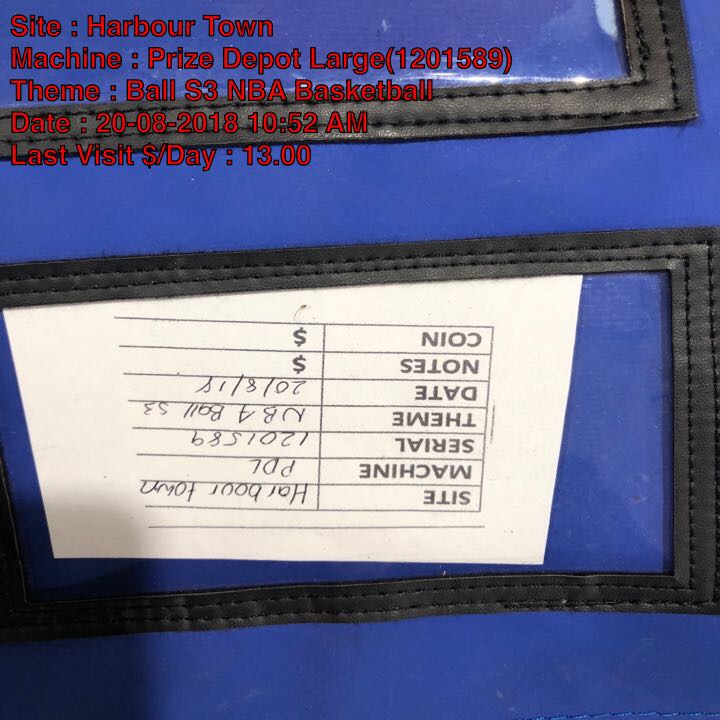 Site : Harbour Town
Machine : Prize Depot Large(1201589)
Theme : Ball S3 NBA Basketball
Date : 20-08-2018 10:52 AM
Last Visit $/Day : 13.00
SITE Harbour town
MACHINE PDL
SERIAL 1201589
THEME NBA Ball S3
DATE 20/8/18
NOTES $
COIN $